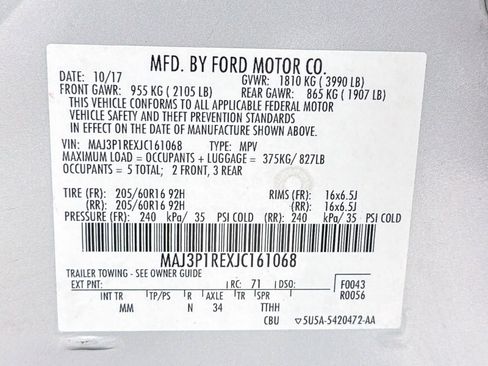 MFD. BY FORD MOTOR CO.
DATE: 10/17 GVWR: 1810 KG ( 3990 LB)
FRONT GAWR: 955 KG ( 2105 LB) REAR GAWR: 865 KG ( 1907 LB)
THIS VEHICLE CONFORMS TO ALL APPLICABLE FEDERAL MOTOR
VEHICLE SAFETY AND THEFT PREVENTION STANDARDS
IN EFFECT ON THE DATE OF MANUFACTURE SHOWN ABOVE.
VIN: MAJ3P1REXJC161068 TYPE: MPV
MAXIMUM LOAD = OCCUPANTS + LUGGAGE = 375KG/ 827LB
OCCUPANTS = 5 TOTAL; 2 FRONT, 3 REAR
TIRE (FR): 205/60R16 92H RIMS (FR): 16x6.5J
(RR): 205/60R16 92H (RR): 16x6.5J
PRESSURE (FR): 240 kPa/ 35 PSI COLD (RR): 240 kPa/ 35 PSI COLD
MAJ3P1REXJC161068
TRAILER TOWING - SEE OWNER GUIDE
EXT PNT: RC: 71 DSO: F0043
R0056
INT TR TP/PS R AXLE TR SPR
MM N 34 TTHH
CBU ▽5U5A-5420472-AA